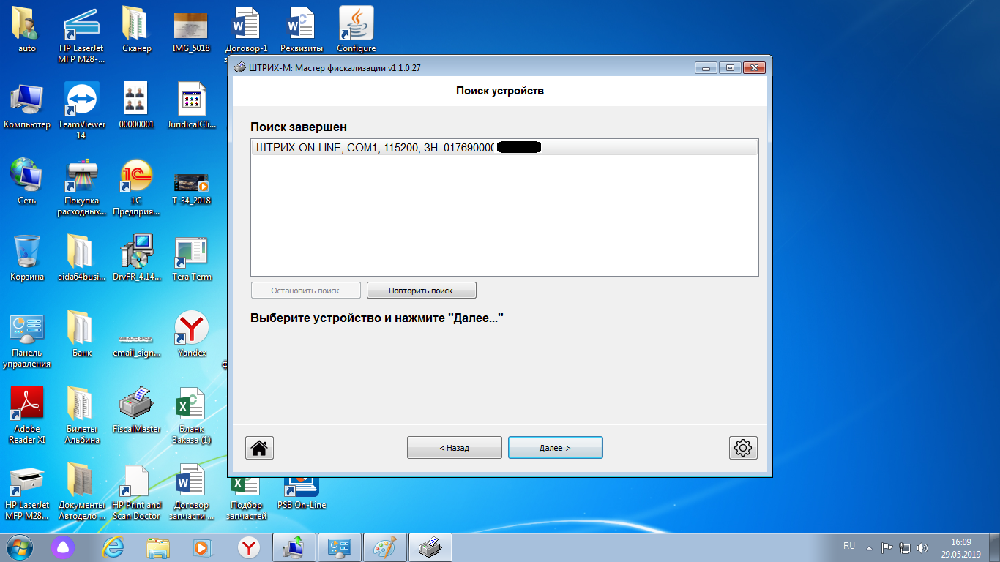 auto
HP LaserJet
MFP M28-...
Сканер
IMG_5018
Договор-1
Реквизиты
Configure
ШТРИХ-М: Мастер фискализации v1.1.0.27
Поиск устройств
Поиск завершен
ШТРИХ-ON-LINE, COM1, 115200, ЗН: 017690000
Остановить поиск
Повторить поиск
Выберите устройство и нажмите "Далее..."
< Назад
Далее >
Компьютер
TeamViewer
14
00000001
JuridicalCli...
Сеть
Покупка
расходных...
1С
Предприя...
T-34_2018
Корзина
aida64busi...
DrvFR_4.14...
Tera Term
Панель
управления
Банк
email_sign...
Yandex
Adobe
Reader XI
Билеты
Альбина
FiscalMaster
Бланк
Заказа (1)
HP LaserJet
MFP M28...
Документы
Автодело ...
HP Print and
Scan Doctor
Договор
запчасти ...
Подбор
запчастей
PSB On-Line
RU
16:09
29.05.2019